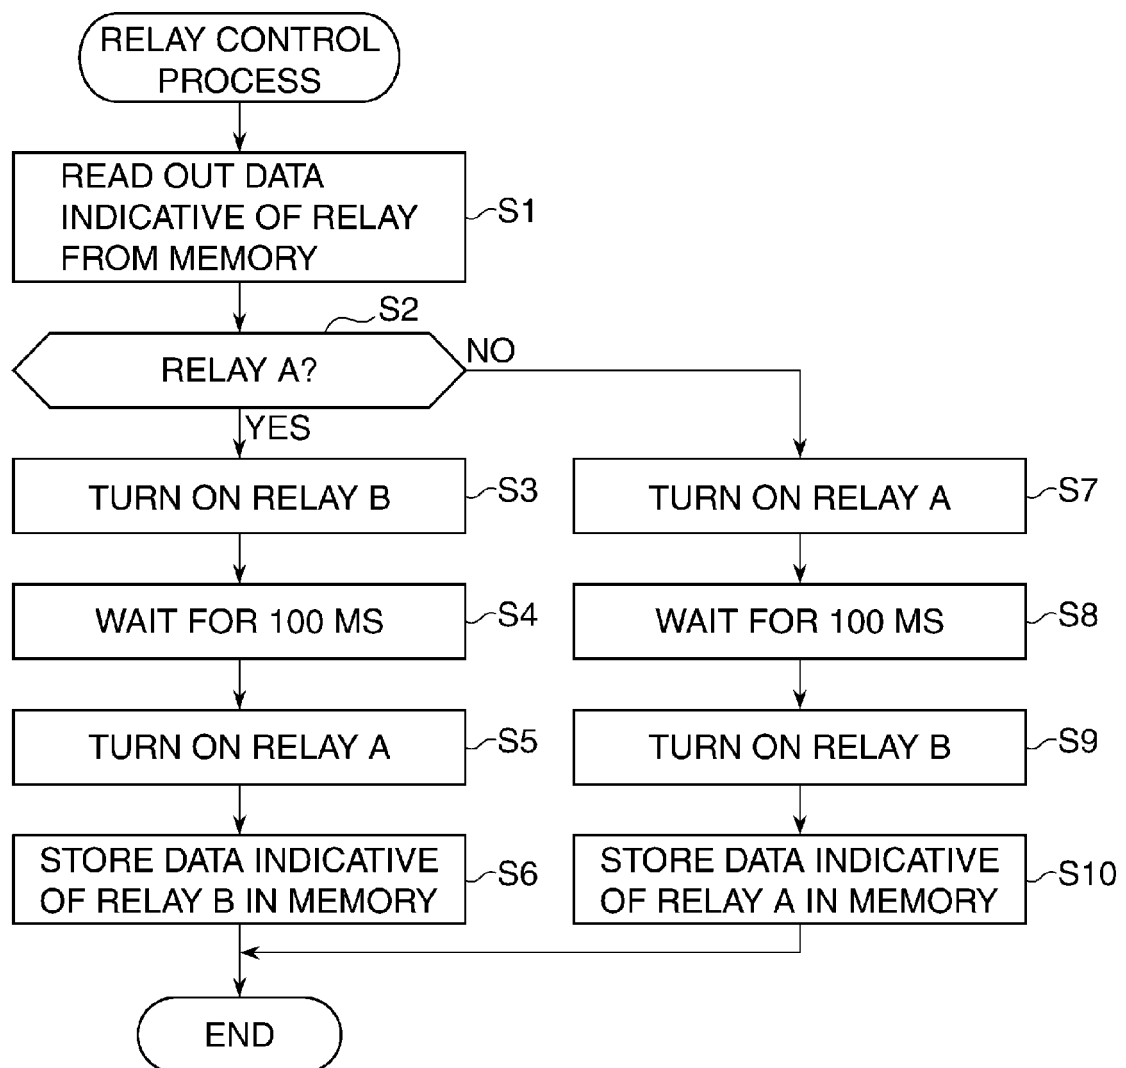 RELAY CONTROL
PROCESS
READ OUT DATA
INDICATIVE OF RELAY
FROM MEMORY
S1
S2
RELAY A?
NO
YES
TURN ON RELAY B
S3
TURN ON RELAY A
S7
WAIT FOR 100 MS
S4
WAIT FOR 100 MS
S8
TURN ON RELAY A
S5
TURN ON RELAY B
S9
STORE DATA INDICATIVE
OF RELAY B IN MEMORY
S6
STORE DATA INDICATIVE
OF RELAY A IN MEMORY
S10
END